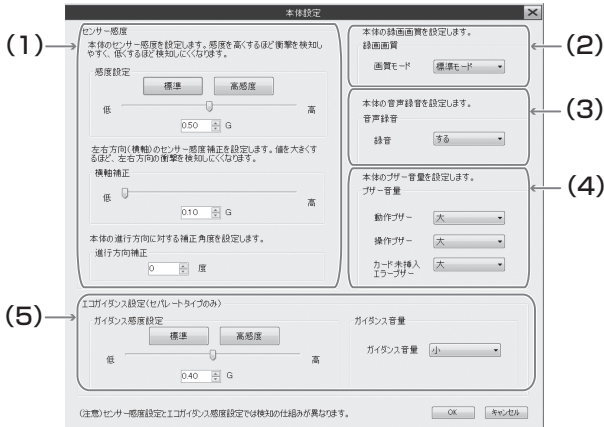 本体設定
(1)
センサー感度
本体のセンサー感度を設定します。感度を高くするほど衝撃を検知し
やすく、低くするほど検知しにくくなります。
感度設定
標準 高感度
低 高
0.50 G
左右方向(横軸)のセンサー感度補正を設定します。値を大きくす
るほど、左右方向の衝撃を検知しにくくなります。
横軸補正
低 高
0.10 G
本体の進行方向に対する補正角度を設定します。
進行方向補正
0 度
(2)
本体の録画画質を設定します。
録画画質
画質モード 標準モード
(3)
本体の音声録音を設定します。
音声録音
録音 する
(4)
本体のブザー音量を設定します。
ブザー音量
動作ブザー 大
操作ブザー 大
カード未挿入 大
エラーブザー
(5)
エコガイダンス設定(セパレートタイプのみ)
ガイダンス感度設定
標準 高感度
低 高
0.40 G
ガイダンス音量
ガイダンス音量 小
(注意)センサー感度設定とエコガイダンス感度設定では検知の仕組みが異なります。
OK キャンセル